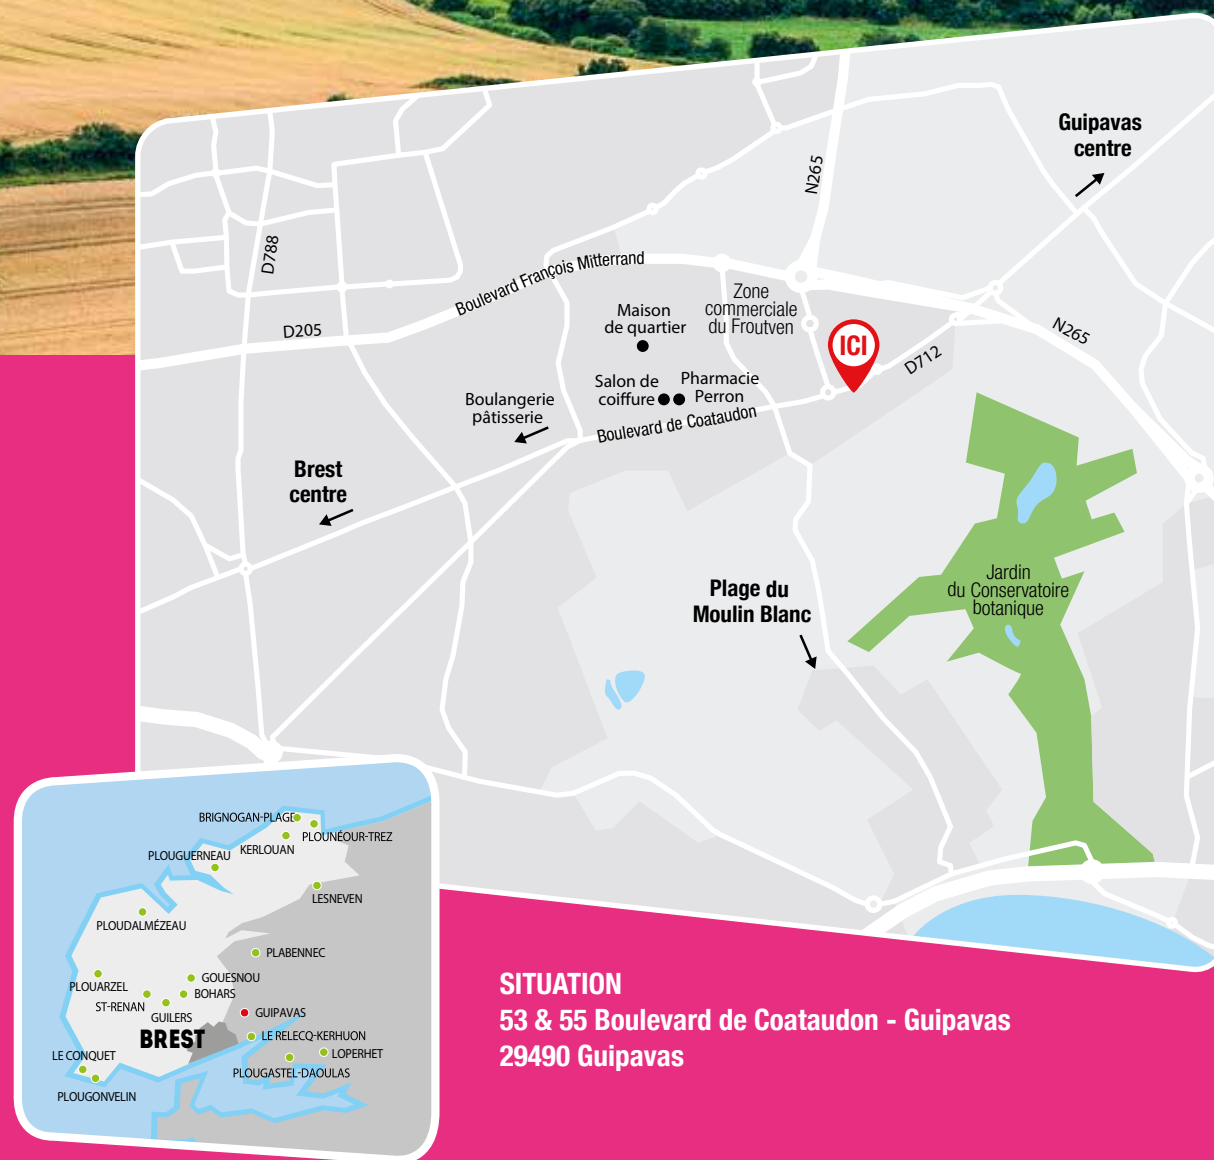 Guipavas
centre
N265
D788
Boulevard François Mitterrand
Zone
commerciale
du Froutven
Maison
de quartier
D205
ICI
N265
D712
Salon de
coiffure
Pharmacie
Perron
Boulangerie
pâtisserie
Boulevard de Coataudon
Brest
centre
Jardin
du Conservatoire
botanique
Plage du
Moulin Blanc
BRIGNOGAN-PLAGE
PLOUNÉOUR-TREZ
KERLOUAN
PLOUGUERNEAU
LESNEVEN
PLOUDALMÉZEAU
PLABENNEC
GOUESNOU
PLOUARZEL
BOHARS
ST-RENAN
GUILERS
GUIPAVAS
BREST
LE RELECQ-KERHUON
LE CONQUET
LOPERHET
PLOUGASTEL-DAOULAS
PLOUGONVELIN
SITUATION
53 & 55 Boulevard de Coataudon - Guipavas
29490 Guipavas